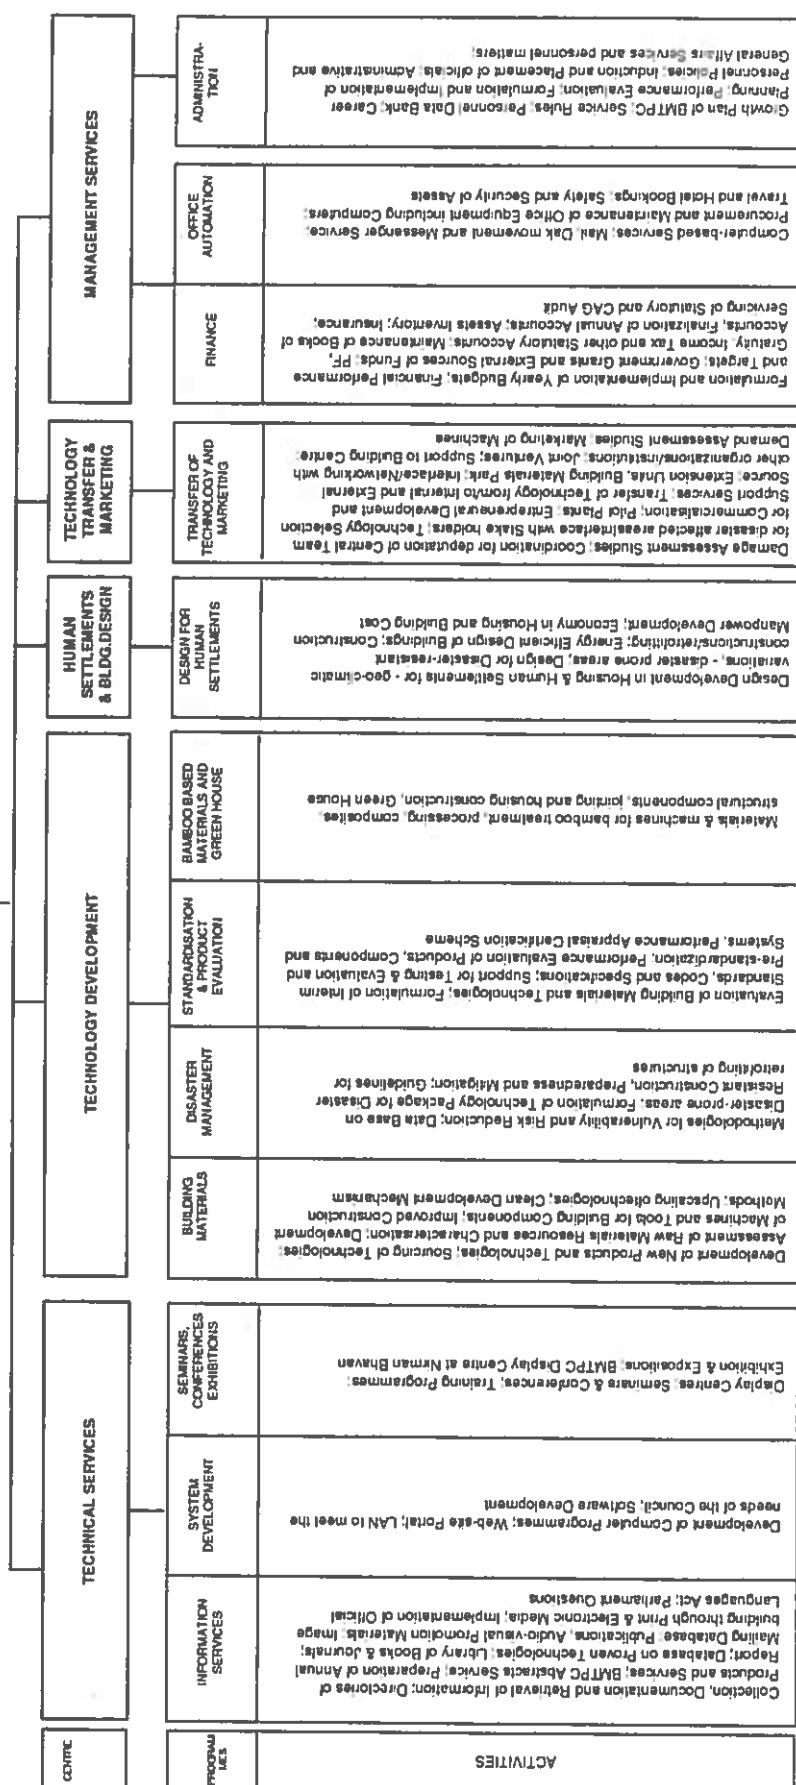 CENTRE
TECHNICAL SERVICES
TECHNOLOGY DEVELOPMENT
HUMAN
SETTLEMENTS
& BLDG.DESIGN
TECHNOLOGY
TRANSFER &
MARKETING
MANAGEMENT SERVICES
PROGRAM
MES
INFORMATION
SERVICES
SYSTEM
DEVELOPMENT
SEMINARS,
CONFERENCES
EXHIBITIONS
BUILDING
MATERIALS
DISASTER
MANAGEMENT
STANDARDISATION
& PRODUCT
EVALUATION
BAMBOO BASED
MATERIALS AND
GREEN HOUSE
DESIGN FOR
HUMAN
SETTLEMENTS
TRANSFER OF
TECHNOLOGY AND
MARKETING
FINANCE
OFFICE
AUTOMATION
ADMINISTRA-
TION
ACTIVITIES
Collection, Documentation and Retrieval of Information; Directories of
Products and Services; BMTPC Abstracts Service; Preparation of Annual
Report; Database on Proven Technologies; Library of Books & Journals;
Mailing Database; Publications, Audio-visual Promotion Materials; Image
building through Print & Electronic Media; Implementation of Official
Languages Act; Parliament Questions
Development of Computer Programmes; Web-site Portal; LAN to meet the
needs of the Council; Software Development
Display Centres; Seminars & Conferences; Training Programmes;
Exhibition & Expositions; BMTPC Display Centre at Nirman Bhavan
Development of New Products and Technologies; Sourcing of Technologies;
Assessment of Raw Materials Resources and Characterisation; Development
of Machines and Tools for Building Components; Improved Construction
Methods; Upscaling oftechnologies; Clean Development Mechanism
Methodologies for Vulnerability and Risk Reduction; Data Base on
Disaster-prone areas; Formulation of Technology Package for Disaster
Resistant Construction, Preparedness and Mitigation; Guidelines for
retrofitting of structures
Evaluation of Building Materials and Technologies; Formulation of Interim
Standards, Codes and Specifications; Support for Testing & Evaluation and
Pre-standardization; Performance Evaluation of Products, Components and
Systems, Performance Appraisal Certification Scheme
Materials & machines for bamboo treatment, processing, composites,
structural components, jointing and housing construction, Green House
Design Development in Housing & Human Settlements for - geo-climatic
variations, - disaster prone areas; Design for Disaster-resistant
constructions/retrofitting; Energy Efficient Design of Buildings; Construction
Manpower Development; Economy in Housing and Building Cost
Damage Assessment Studies; Coordination for deputation of Central Team
for disaster affected areasInterface with Stake holders; Technology Selection
for Commercialisation; Pilot Plants; Entrepreneural Development and
Support Services; Transfer of Technology from/to Internal and External
Source; Extension Units, Building Materials Park; Interface/Networking with
other organizations/institutions; Joint Ventures; Support to Building Centre;
Demand Assessment Studies; Marketing of Machines
Formulation and Implementation of Yearly Budgets; Financial Performance
and Targets; Government Grants and External Sources of Funds; PF,
Gratuity, Income Tax and other Statutory Accounts; Maintenance of Books of
Accounts, Finalization of Annual Accounts; Assets Inventory; Insurance;
Servicing of Statutory and CAG Audit
Computer-based Services; Mail, Dak movement and Messanger Service;
Procurement and Maintenance of Office Equipment including Computers;
Travel and Hotel Bookings; Safety and Security of Assets
Growth Plan of BMTPC; Service Rules; Personnel Data Bank; Career
Planning; Performance Evaluation; Formulation and Implementation of
Personnel Policies; Induction and Placement of officials; Administrative and
General Affairs Services and personnel matters;